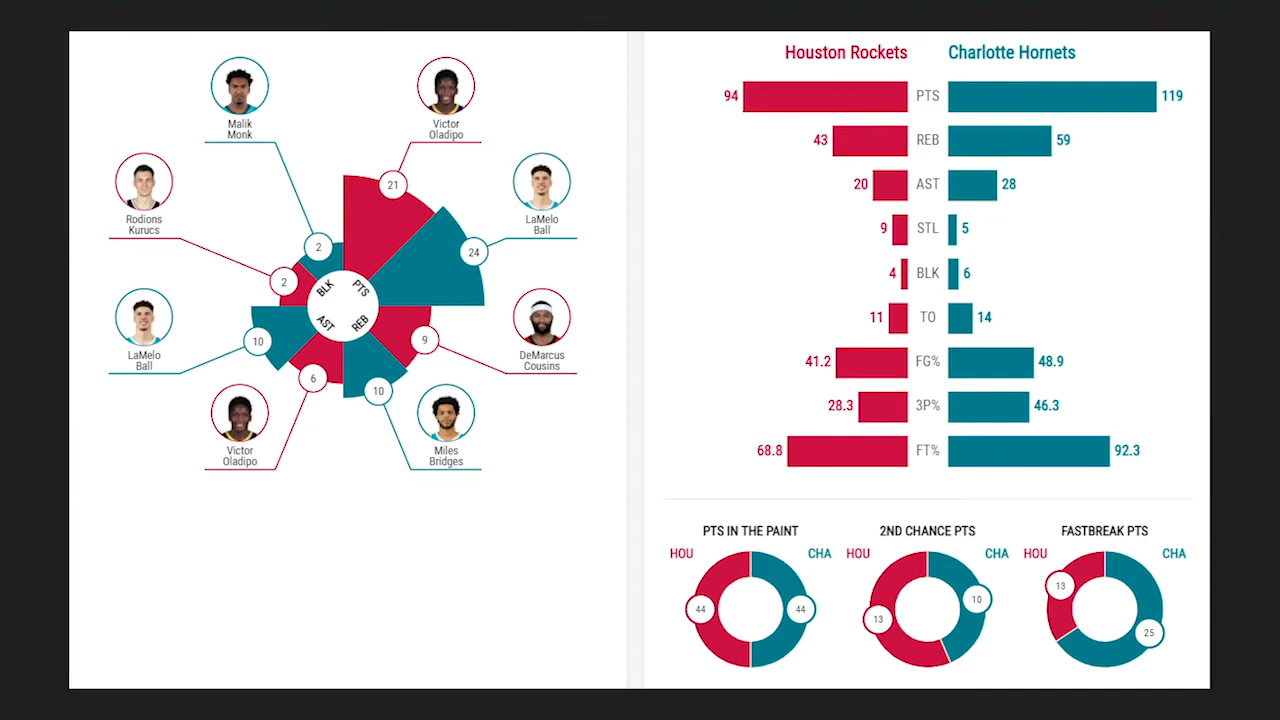 Malik
Monk
Victor
Oladipo
Rodions
Kurucs
LaMelo
Ball
LaMelo
Ball
DeMarcus
Cousins
Victor
Oladipo
Miles
Bridges
21
24
9
10
6
10
2
2
PTS
REB
AST
BLK
Houston Rockets Charlotte Hornets
94 PTS 119
43 REB 59
20 AST 28
9 STL 5
4 BLK 6
11 TO 14
41.2 FG% 48.9
28.3 3P% 46.3
68.8 FT% 92.3
PTS IN THE PAINT
HOU CHA
44 44
2ND CHANCE PTS
HOU CHA
13 10
FASTBREAK PTS
HOU CHA
13 25